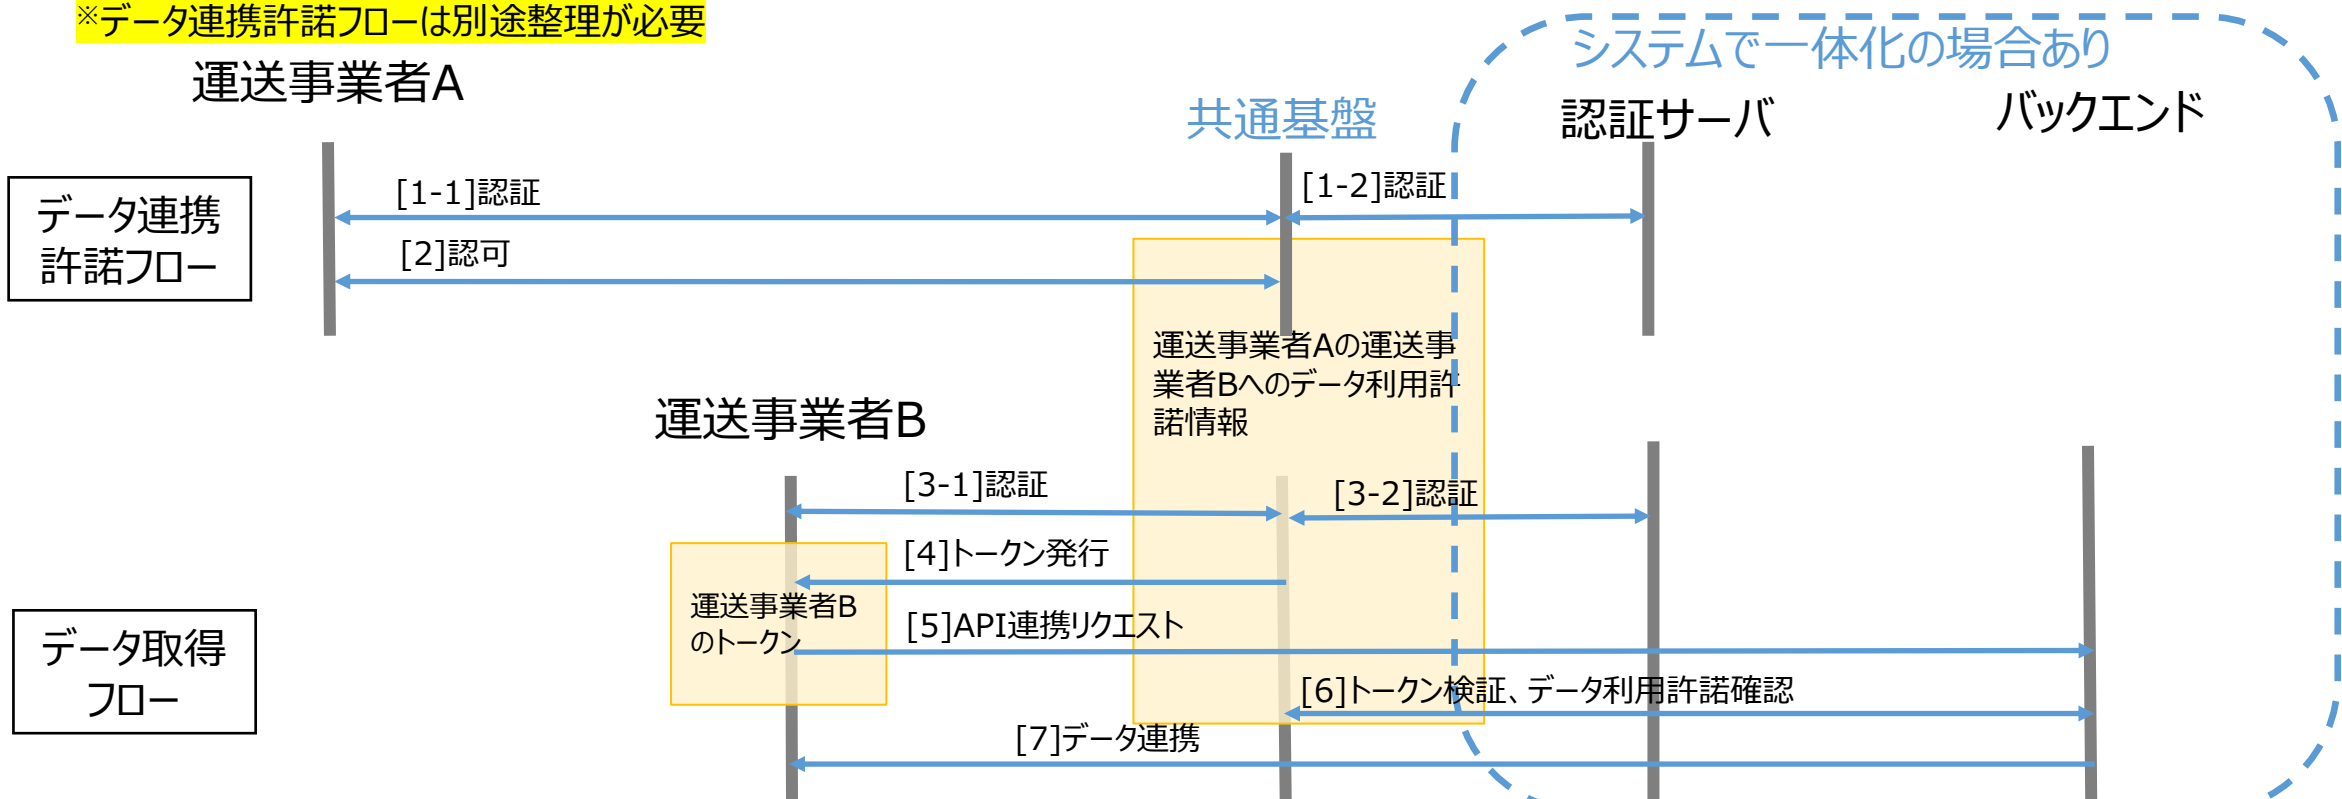 ※データ連携許諾フローは別途整理が必要
システムで一体化の場合あり
運送事業者A
共通基盤
認証サーバ
バックエンド
データ連携
許諾フロー
[1-1]認証
[1-2]認証
[2]認可
運送事業者Aの運送事
業者Bへのデータ利用許
諾情報
運送事業者B
[3-1]認証
[3-2]認証
[4]トークン発行
運送事業者B
のトークン
[5]API連携リクエスト
データ取得
フロー
[6]トークン検証、データ利用許諾確認
[7]データ連携